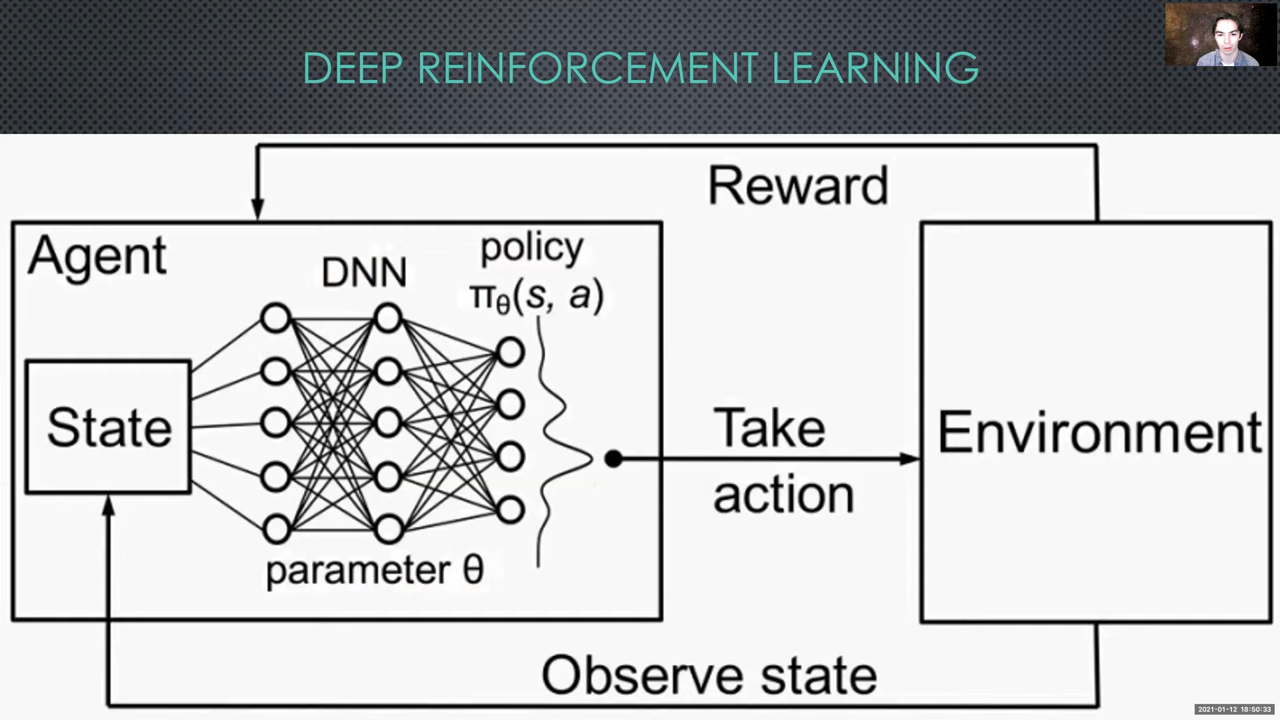 DEEP REINFORCEMENT LEARNING
Reward
Agent
DNN
policy
πθ(s, a)
State
Take
action
Environment
parameter θ
Observe state
2021-01-12 18:50:33